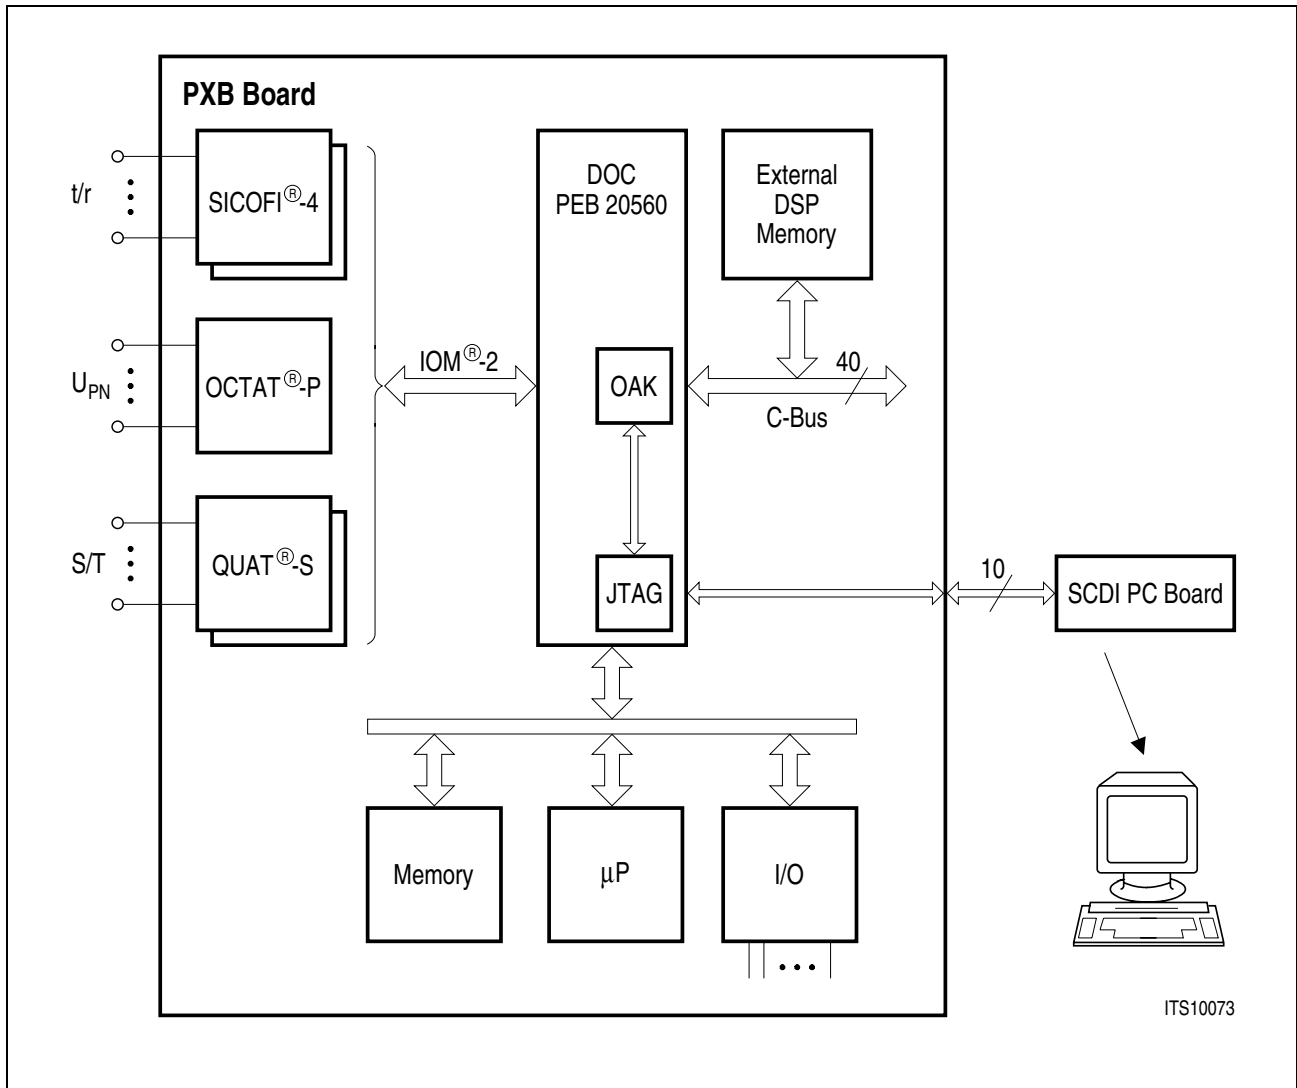 PXB Board
t/r
SICOFI®-4
DOC
PEB 20560
External
DSP
Memory
UPN
OCTAT®-P
IOM®-2
OAK
40
C-Bus
S/T
QUAT®-S
JTAG
10
SCDI PC Board
Memory
µP
I/O
ITS10073